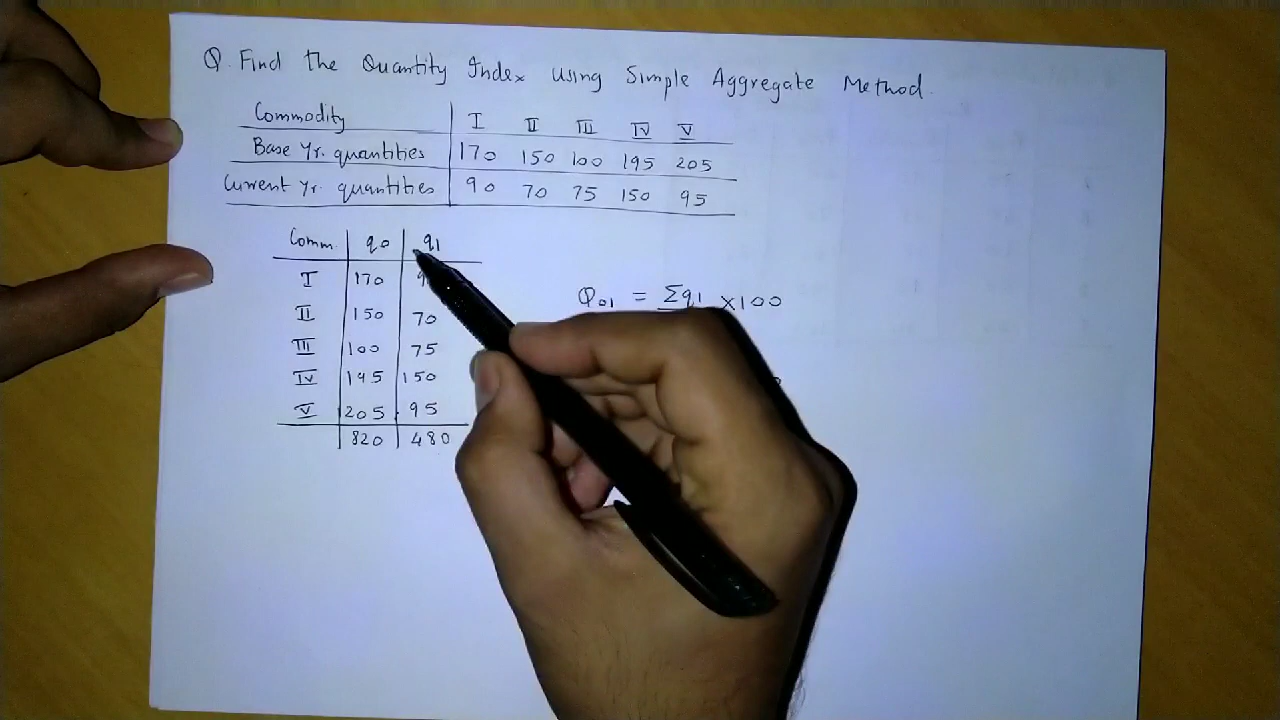 Q. Find the Quantity Index using Simple Aggregate Method.
Commodity I II III IV V
Base Yr. quantities 170 150 100 195 205
Current Yr. quantities 90 70 75 150 95
Comm. q0 q1
I 170
II 150 70
III 100 75
IV 195 150
V 205 95
820 480
Q01 = Σq1 x100